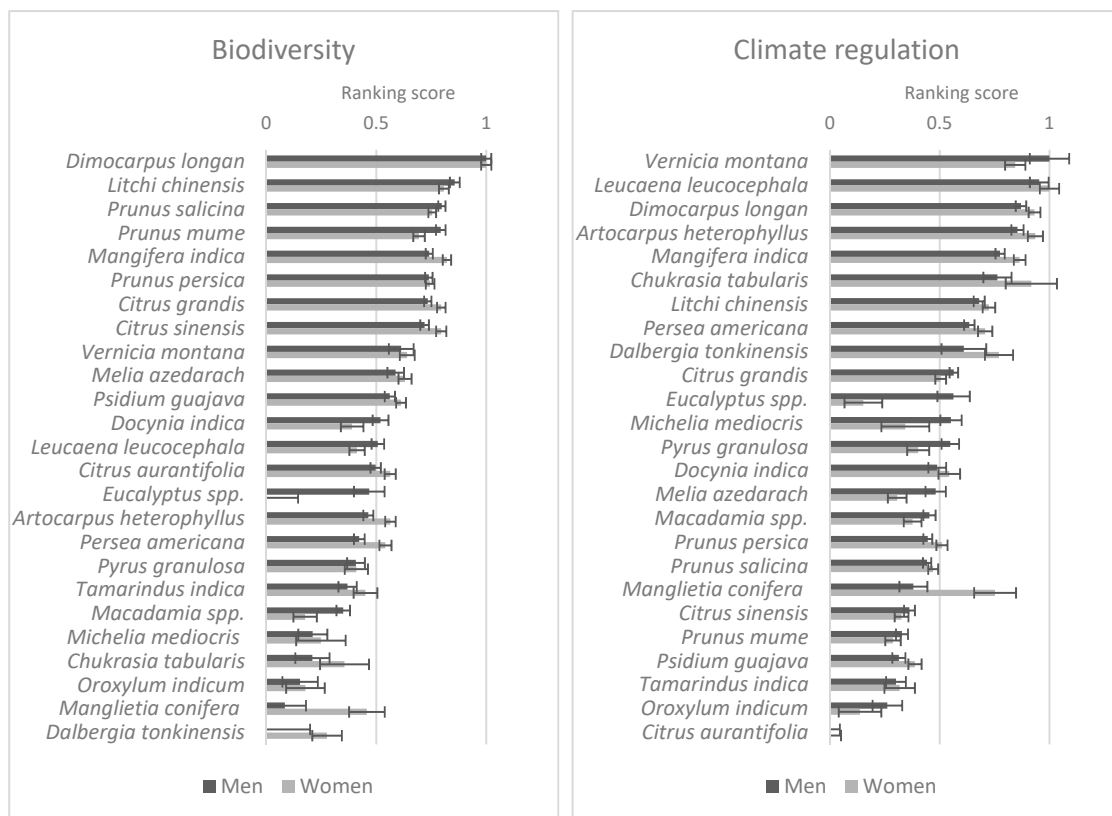 Biodiversity
Ranking score
0 0.5 1
Dimocarpus longan
Litchi chinensis
Prunus salicina
Prunus mume
Mangifera indica
Prunus persica
Citrus grandis
Citrus sinensis
Vernicia montana
Melia azedarach
Psidium guajava
Docynia indica
Leucaena leucocephala
Citrus aurantifolia
Eucalyptus spp.
Artocarpus heterophyllus
Persea americana
Pyrus granulosa
Tamarindus indica
Macadamia spp.
Michelia mediocris
Chukrasia tabularis
Oroxylum indicum
Manglietia conifera
Dalbergia tonkinensis
Men Women
Climate regulation
Ranking score
0 0.5 1
Vernicia montana
Leucaena leucocephala
Dimocarpus longan
Artocarpus heterophyllus
Mangifera indica
Chukrasia tabularis
Litchi chinensis
Persea americana
Dalbergia tonkinensis
Citrus grandis
Eucalyptus spp.
Michelia mediocris
Pyrus granulosa
Docynia indica
Melia azedarach
Macadamia spp.
Prunus persica
Prunus salicina
Manglietia conifera
Citrus sinensis
Prunus mume
Psidium guajava
Tamarindus indica
Oroxylum indicum
Citrus aurantifolia
Men Women